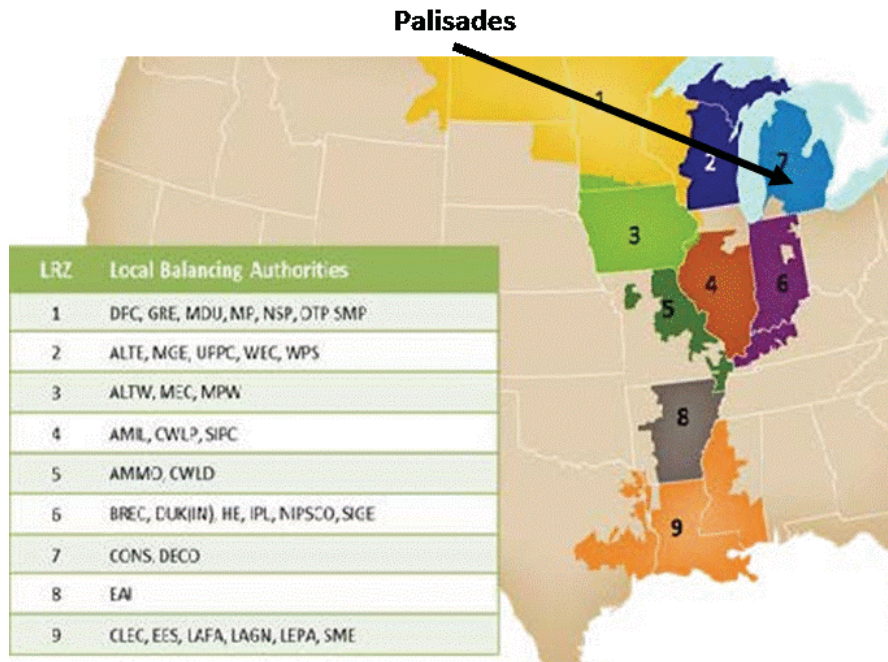 Palisades
1
2
7
3
4
6
5
8
9
LRZ Local Balancing Authorities
1 DPC, GRE, MDU, MP, NSP, OTP SMP
2 ALTE, MGE, UPPC, WEC, WPS
3 ALTW, MEC, MPW
4 AMIL, CWLP, SIPC
5 AMMO, CWLD
6 BREC, DUK(IN), HE, IPL, NIPSCO, SIGE
7 CONS, DECO
8 EAI
9 CLEC, EES, LAFA, LAGN, LEPA, SME